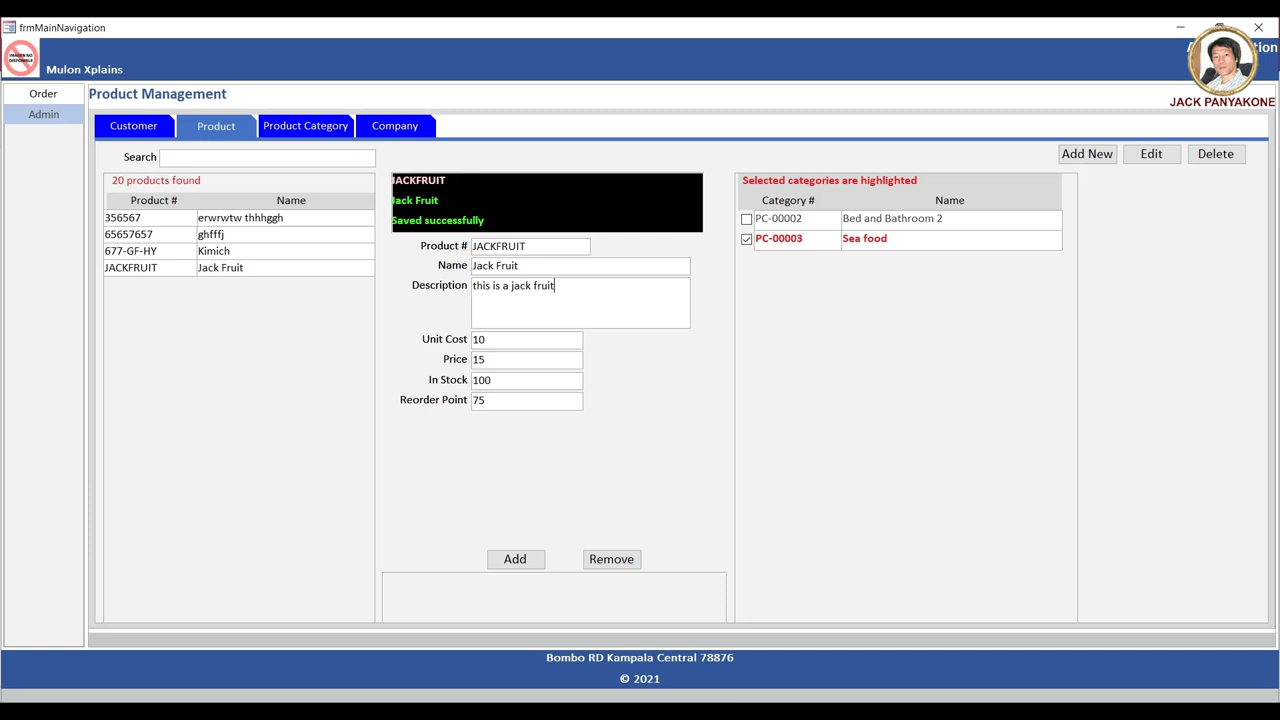 frmMainNavigation
IMAGEN NO
DISPONIBLE
Mulon Xplains
JACK PANYAKONE
Order
Admin
Product Management
Customer
Product
Product Category
Company
Search
Add New
Edit
Delete
20 products found
Product #
Name
356567
erwrwtw thhhggh
65657657
ghfffj
677-GF-HY
Kimich
JACKFRUIT
Jack Fruit
JACKFRUIT
Jack Fruit
Saved successfully
Product #
JACKFRUIT
Name
Jack Fruit
Description
this is a jack fruit
Unit Cost
10
Price
15
In Stock
100
Reorder Point
75
Add
Remove
Selected categories are highlighted
Category #
Name
PC-00002
Bed and Bathroom 2
PC-00003
Sea food
Bombo RD Kampala Central 78876
© 2021